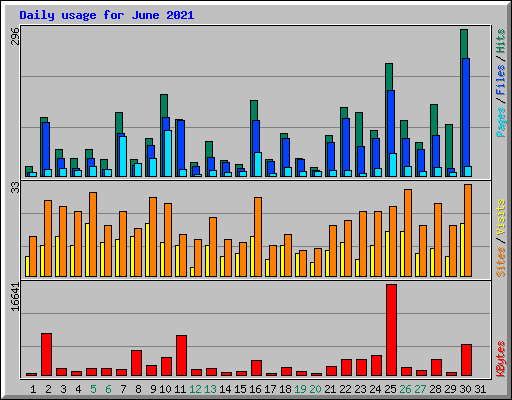 Daily usage for June 2021
296
Pages / Files / Hits
33
Sites / Visits
16641
KBytes
1 2 3 4 5 6 7 8 9 10 11 12 13 14 15 16 17 18 19 20 21 22 23 24 25 26 27 28 29 30 31